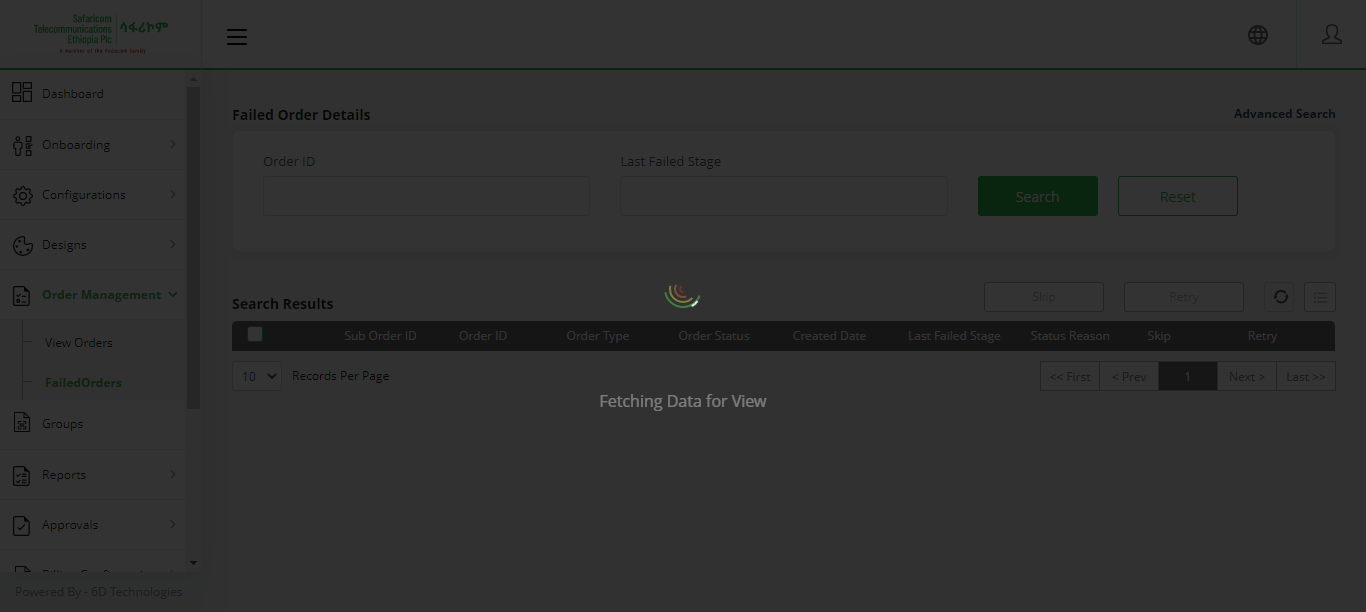 Safaricom
Telecommunications
Ethiopia Plc
ሳፋሪኮም
A member of the Vodacom family
Dashboard
Onboarding
Configurations
Designs
Order Management
View Orders
FailedOrders
Groups
Reports
Approvals
Powered By - 6D Technologies
Failed Order Details
Advanced Search
Order ID
Last Failed Stage
Search
Reset
Search Results
Skip
Retry
Sub Order ID Order ID Order Type Order Status Created Date Last Failed Stage Status Reason Skip Retry
10 Records Per Page
<< First < Prev 1 Next > Last >>
Fetching Data for View